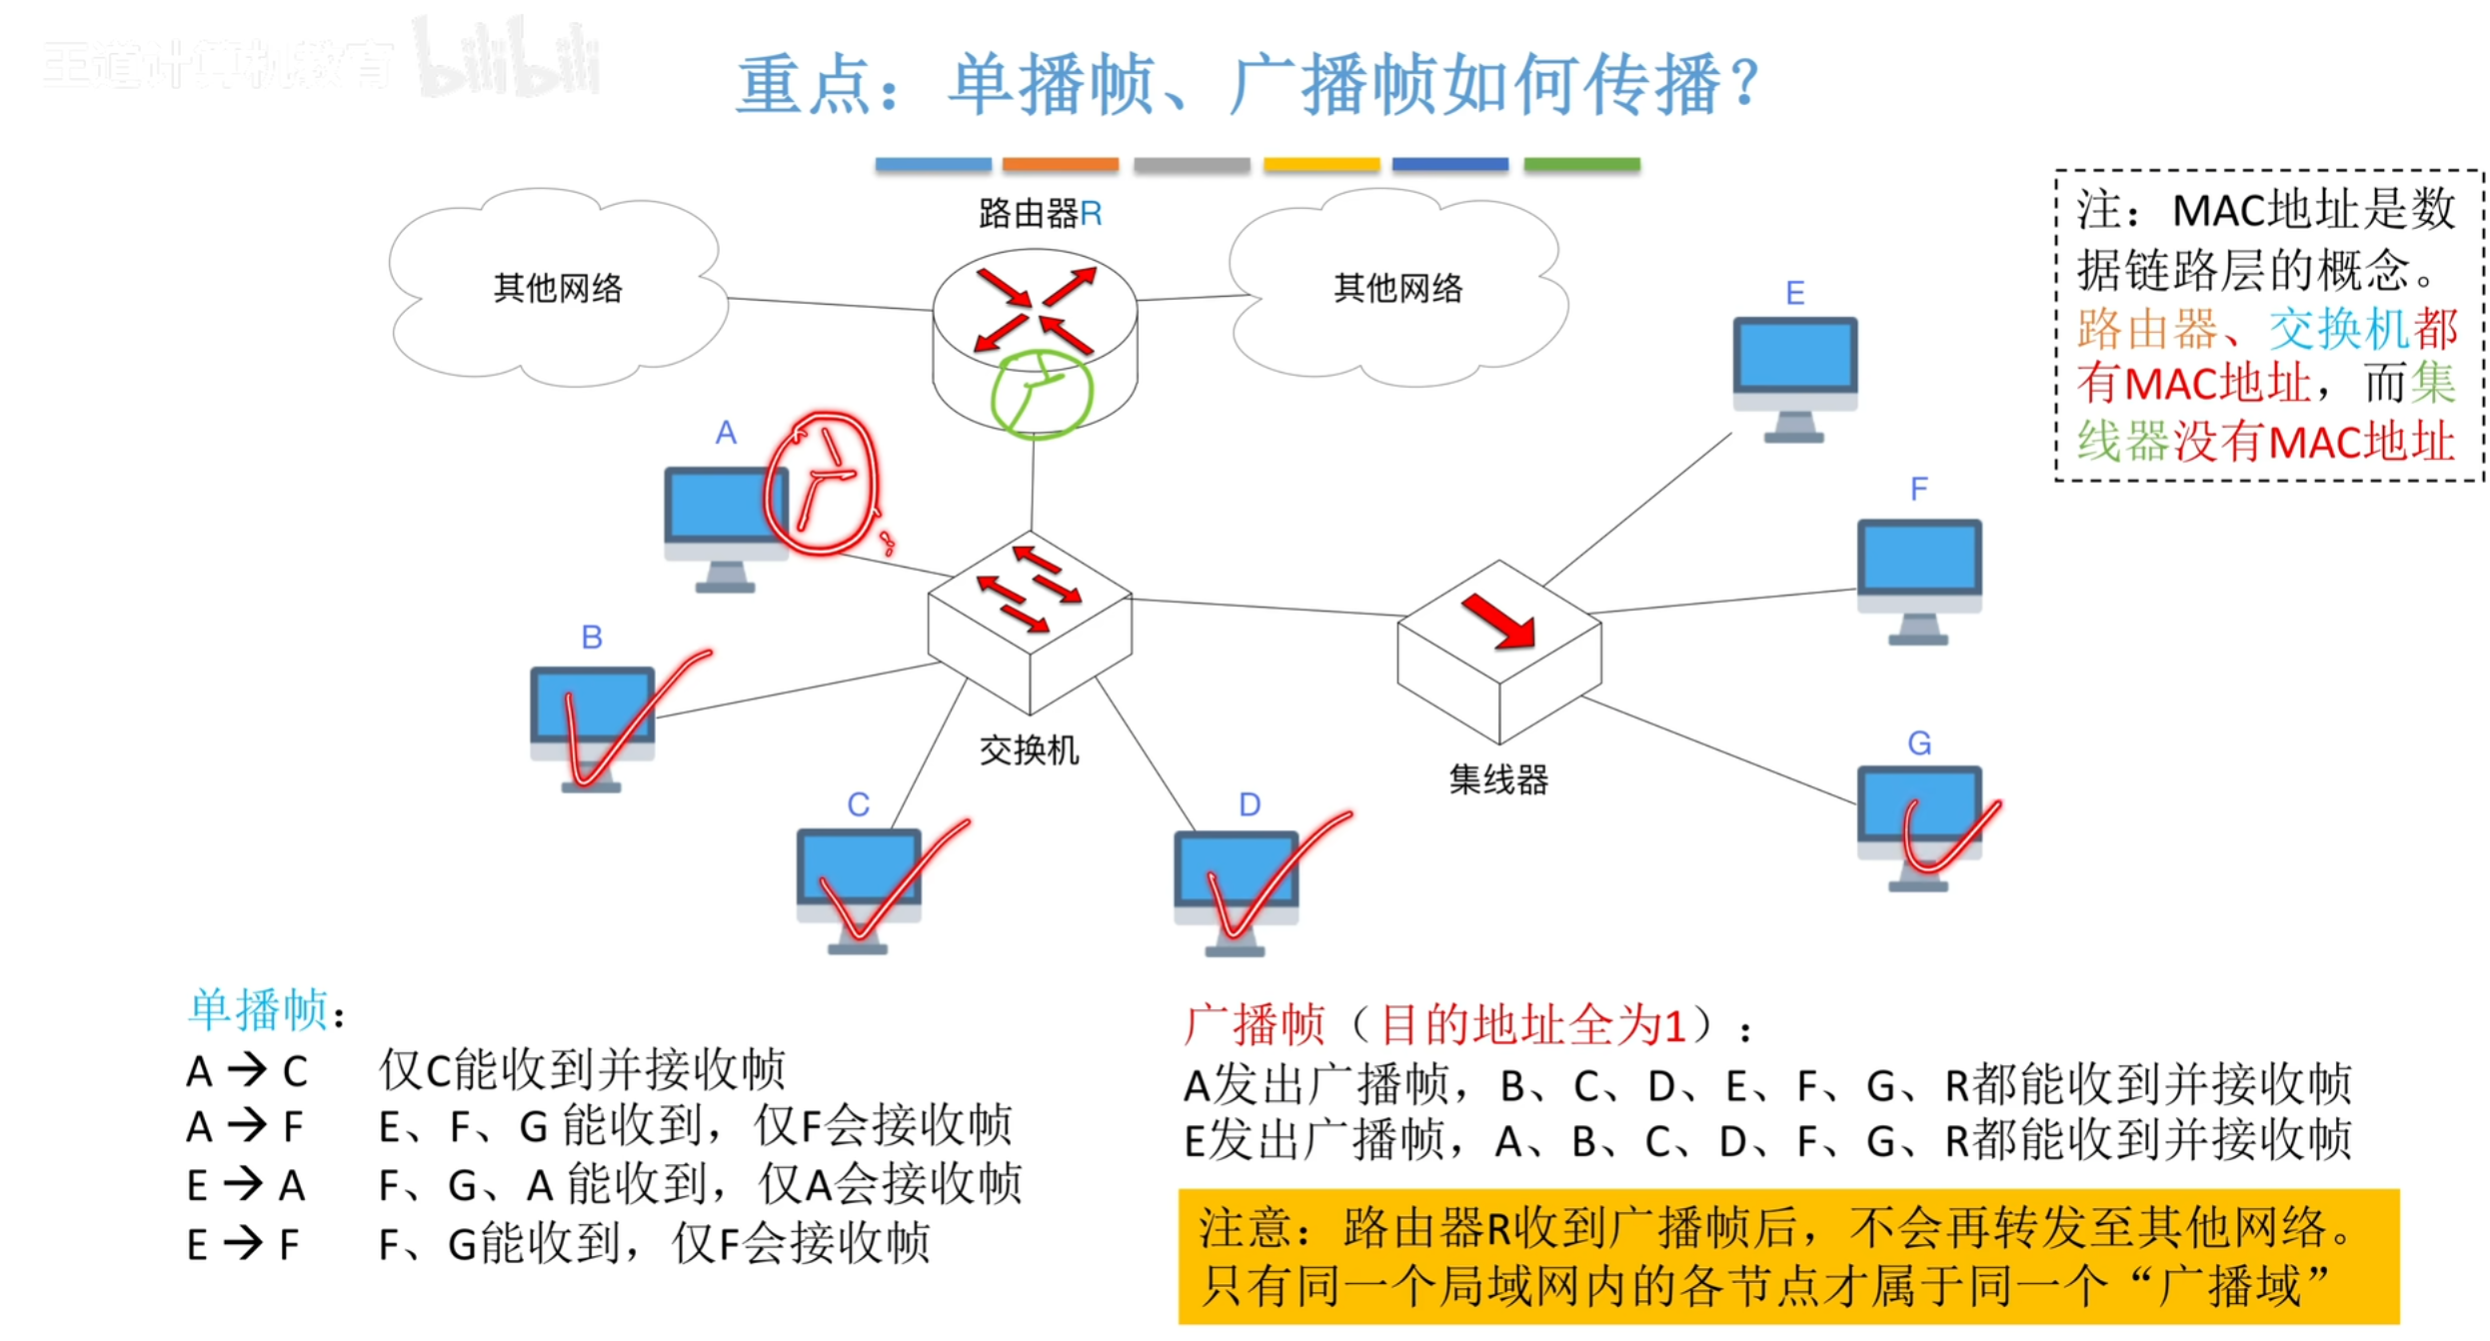 王道计算机教育 bilibili
重点：单播帧、广播帧如何传播？
路由器R
其他网络
其他网络
注：MAC地址是数
据链路层的概念。
路由器、交换机都
有MAC地址，而集
线器没有MAC地址
E
A
F
B
交换机
G
集线器
C
D
单播帧：
A→C 仅C能收到并接收帧
A→F E、F、G 能收到，仅F会接收帧
E→A F、G、A 能收到，仅A会接收帧
E→F F、G能收到，仅F会接收帧
广播帧（目的地址全为1）：
A发出广播帧，B、C、D、E、F、G、R都能收到并接收帧
E发出广播帧，A、B、C、D、F、G、R都能收到并接收帧
注意：路由器R收到广播帧后，不会再转发至其他网络。
只有同一个局域网内的各节点才属于同一个“广播域”